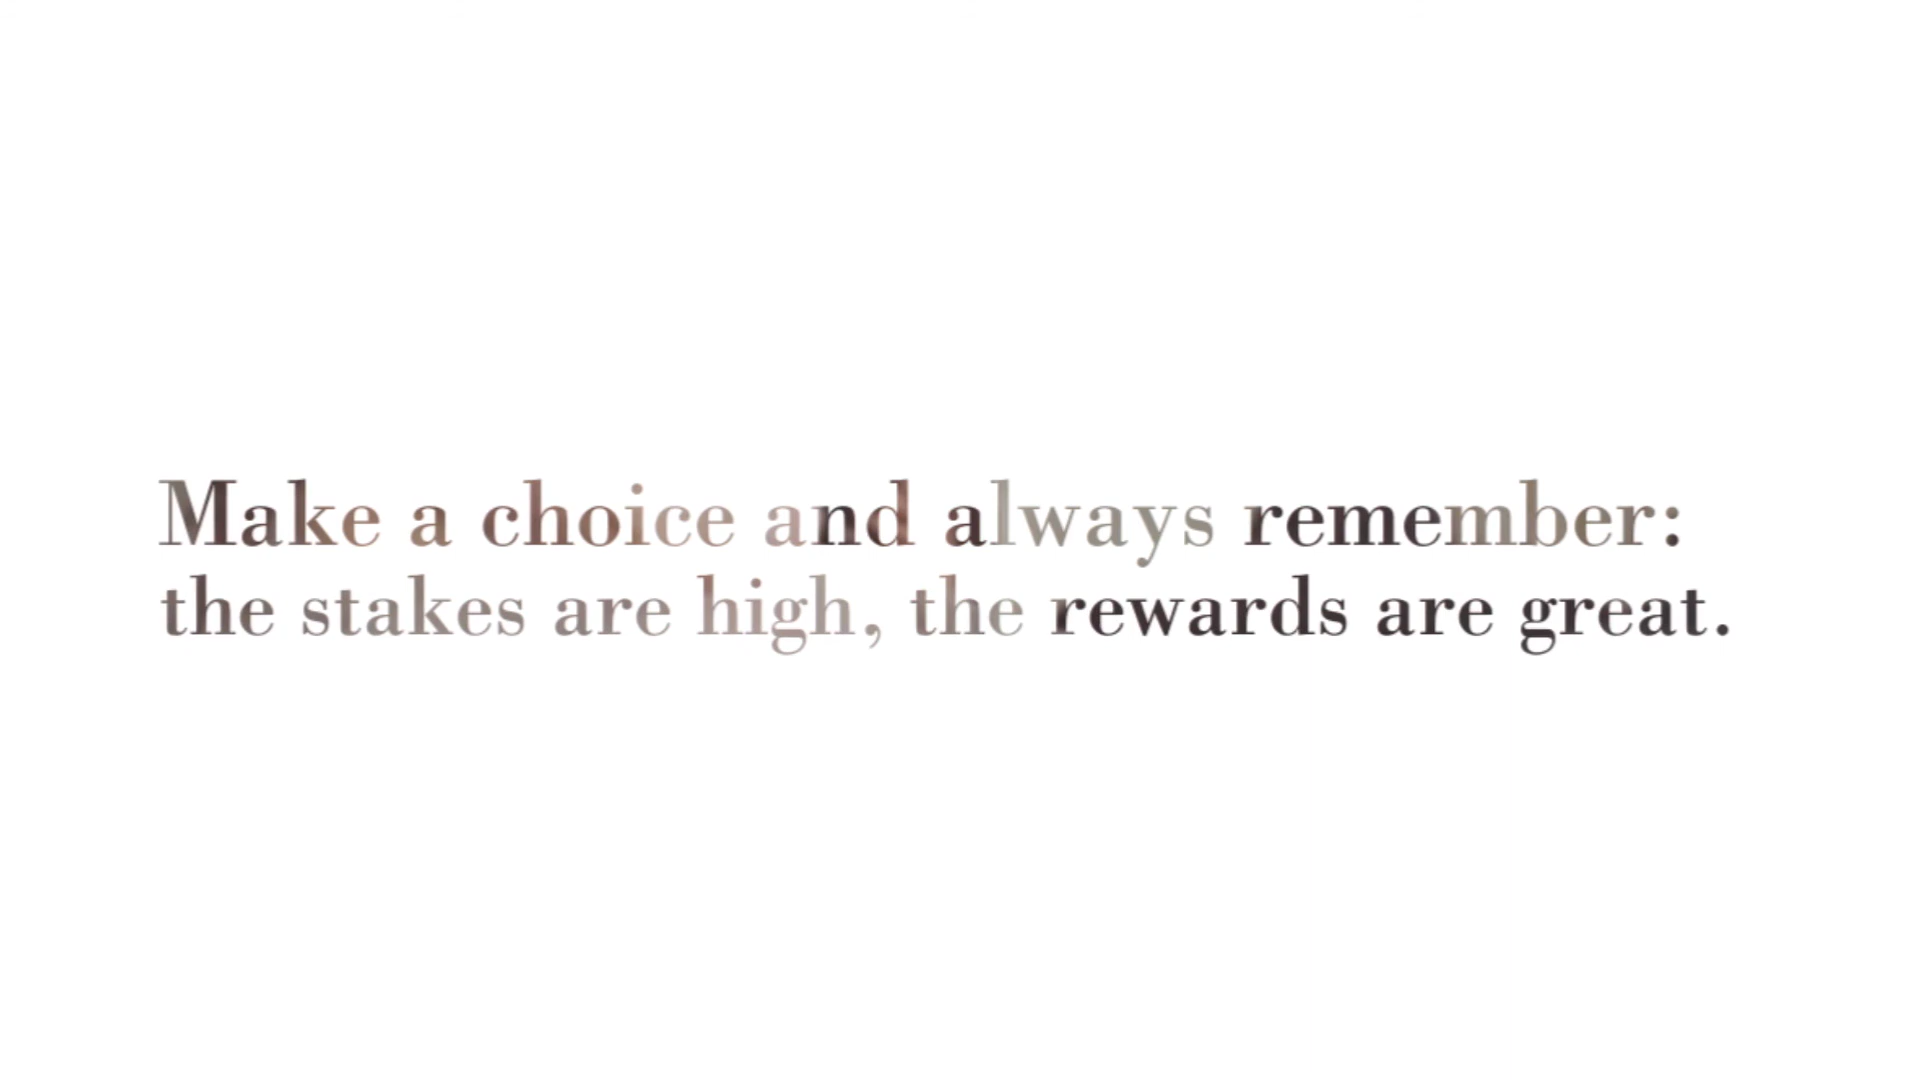 Make a choice and always remember:
the stakes are high, the rewards are great.